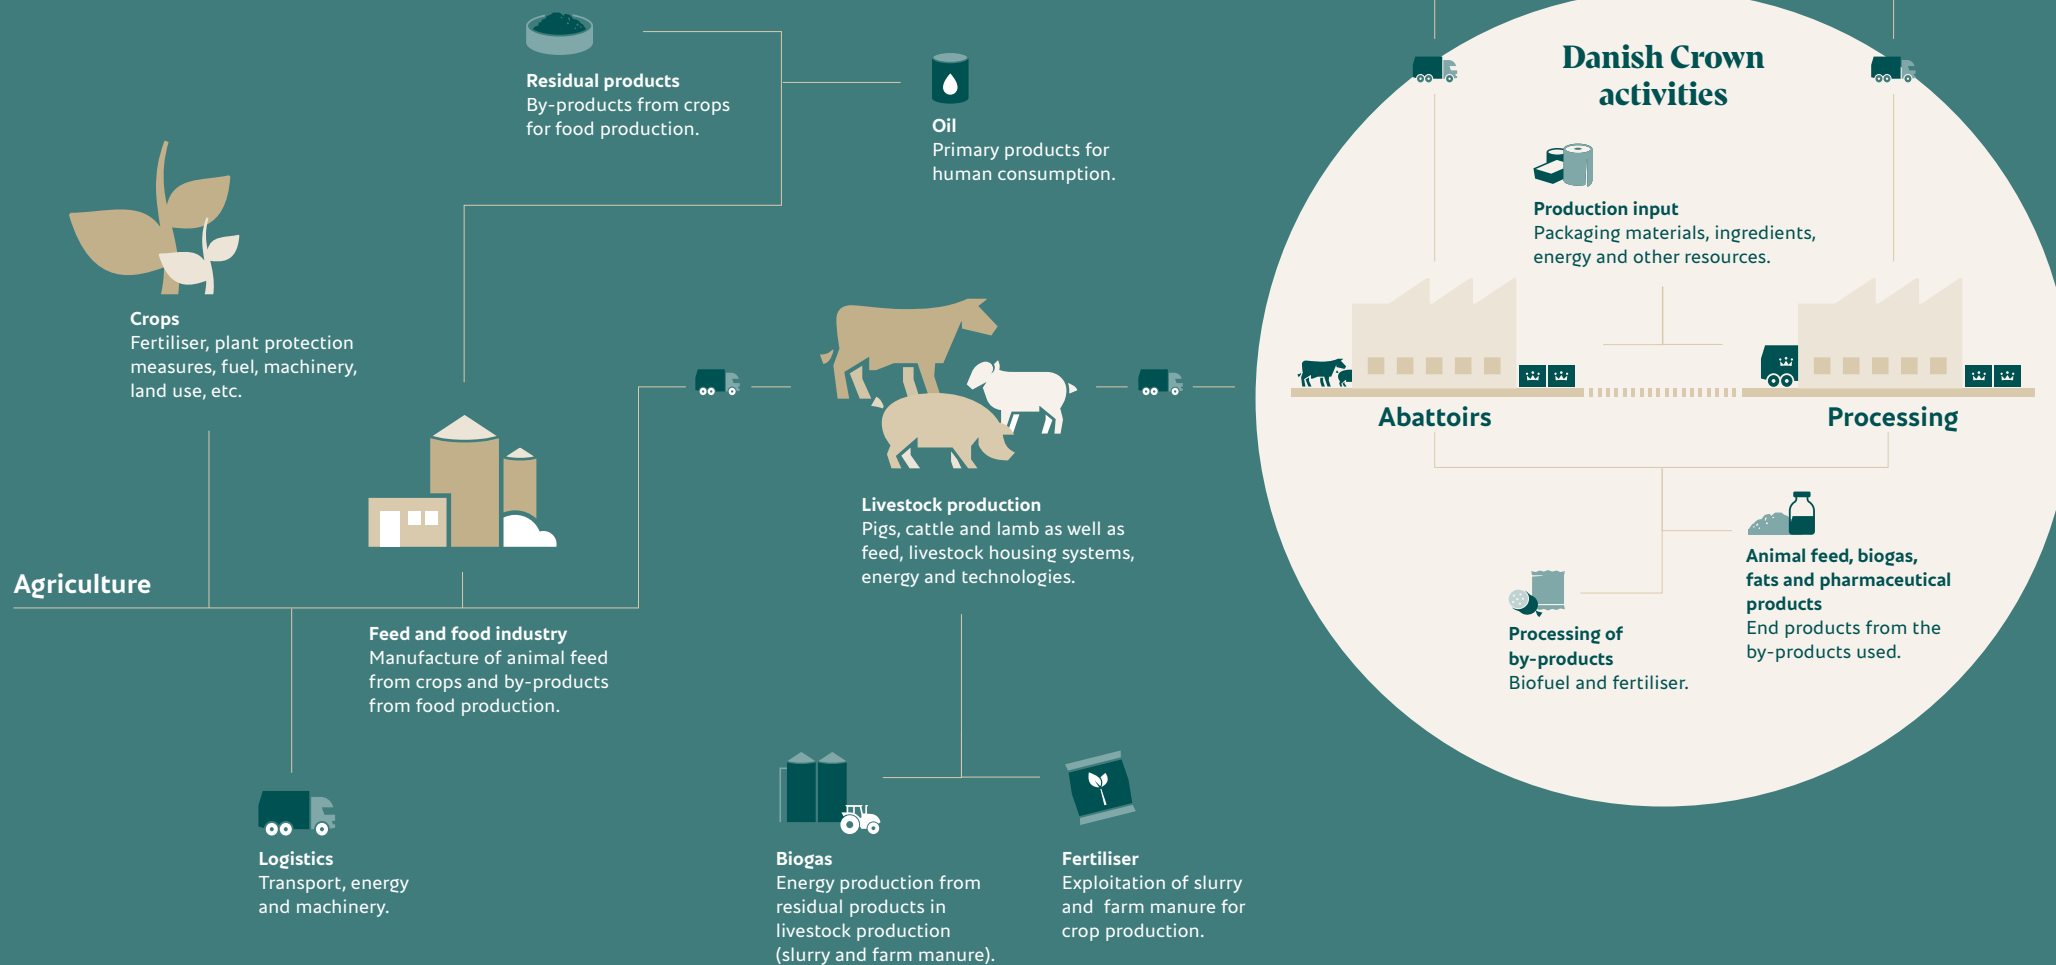 Residual products
By-products from crops
for food production.
Oil
Primary products for
human consumption.
Crops
Fertiliser, plant protection
measures, fuel, machinery,
land use, etc.
Agriculture
Feed and food industry
Manufacture of animal feed
from crops and by-products
from food production.
Logistics
Transport, energy
and machinery.
Livestock production
Pigs, cattle and lamb as well as
feed, livestock housing systems,
energy and technologies.
Biogas
Energy production from
residual products in
livestock production
(slurry and farm manure).
Fertiliser
Exploitation of slurry
and  farm manure for
crop production.
Danish Crown
activities
Production input
Packaging materials, ingredients,
energy and other resources.
Abattoirs
Processing
Processing of
by-products
Biofuel and fertiliser.
Animal feed, biogas,
fats and pharmaceutical
products
End products from the
by-products used.